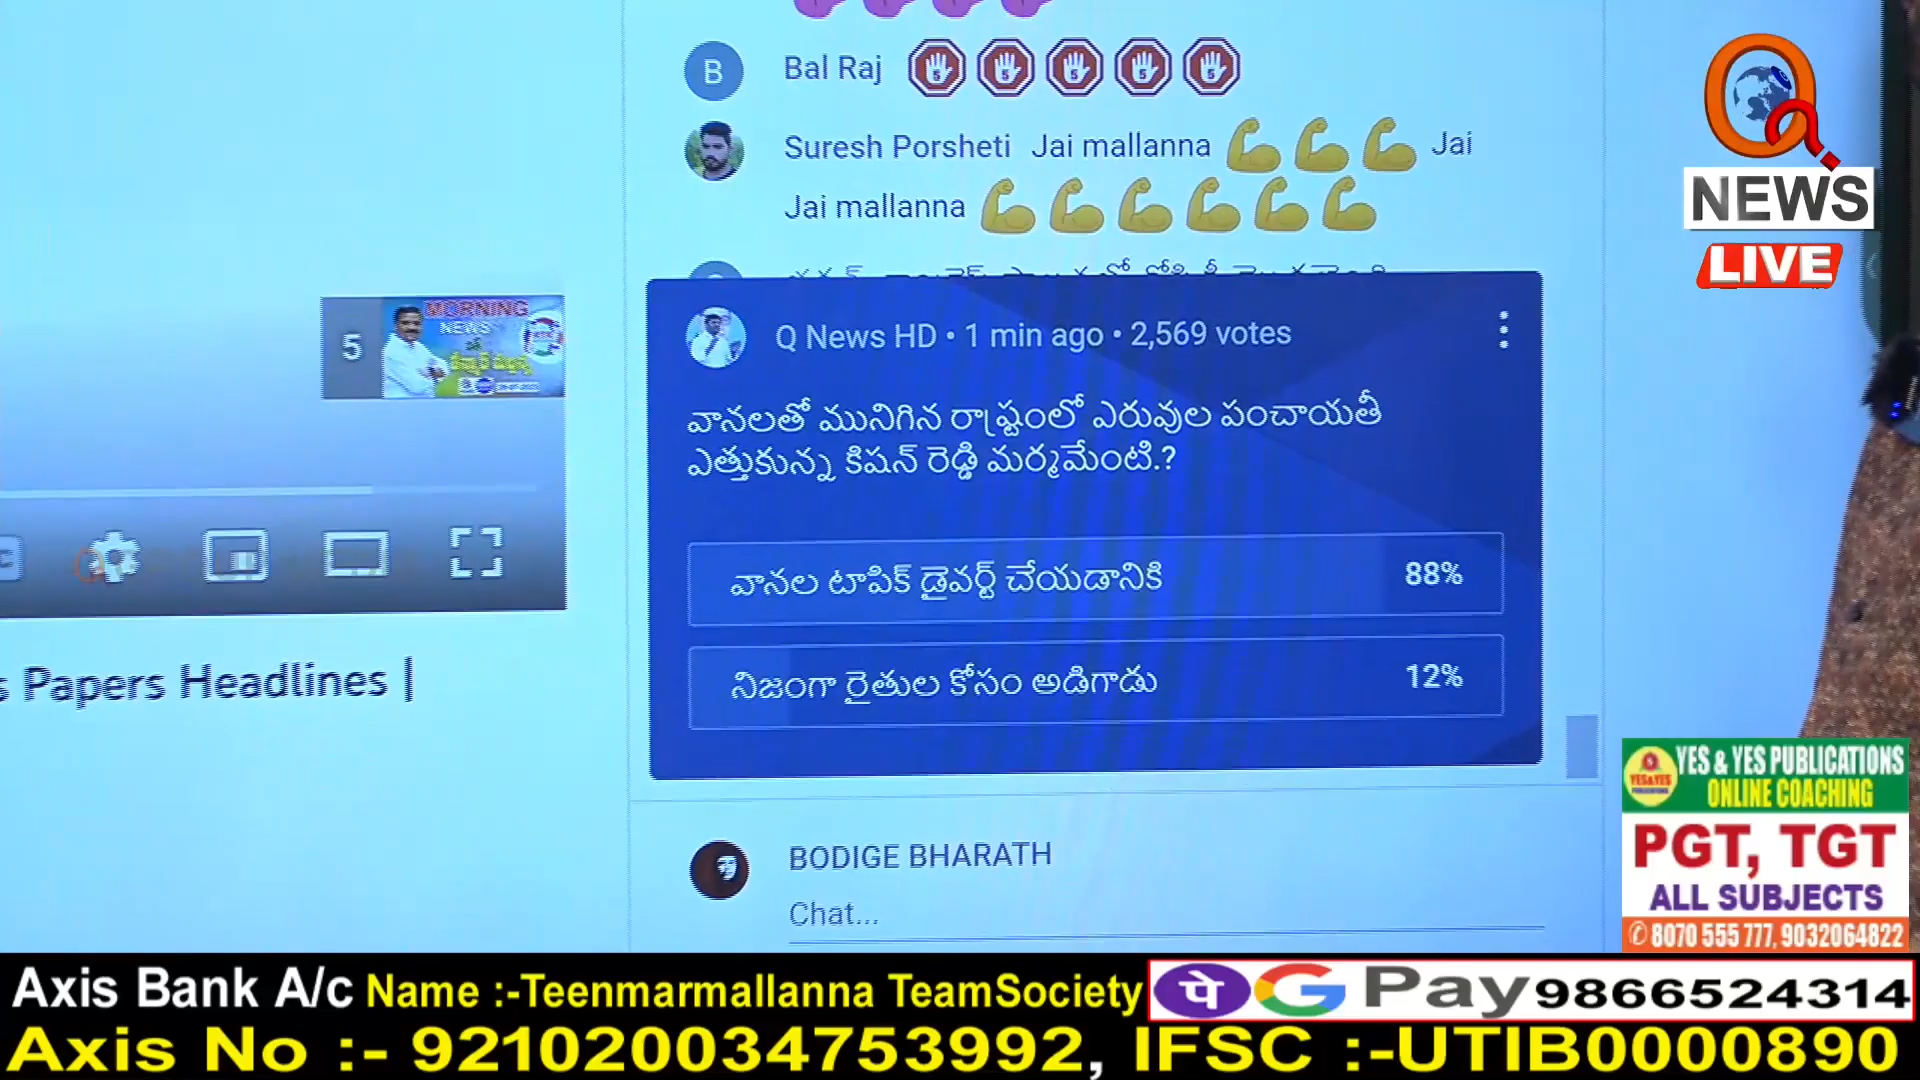 B Bal Raj
Suresh Porsheti Jai mallanna Jai
Jai mallanna
Q News HD • 1 min ago • 2,569 votes
వానలతో మునిగిన రాష్ట్రంలో ఎరువుల పంచాయతీ
ఎత్తుకున్న కిషన్ రెడ్డి మర్మమేంటి.?
వానల టాపిక్ డైవర్ట్ చేయడానికి 88%
నిజంగా రైతుల కోసం అడిగాడు 12%
BODIGE BHARATH
Chat...
5
MORNING
NEWS
s Papers Headlines |
Q
NEWS
LIVE
YES & YES PUBLICATIONS
ONLINE COACHING
PGT, TGT
ALL SUBJECTS
8070 555 777, 9032064822
Axis Bank A/c Name :-Teenmarmallanna TeamSociety पे G Pay 9866524314
Axis No :- 921020034753992, IFSC :-UTIB0000890